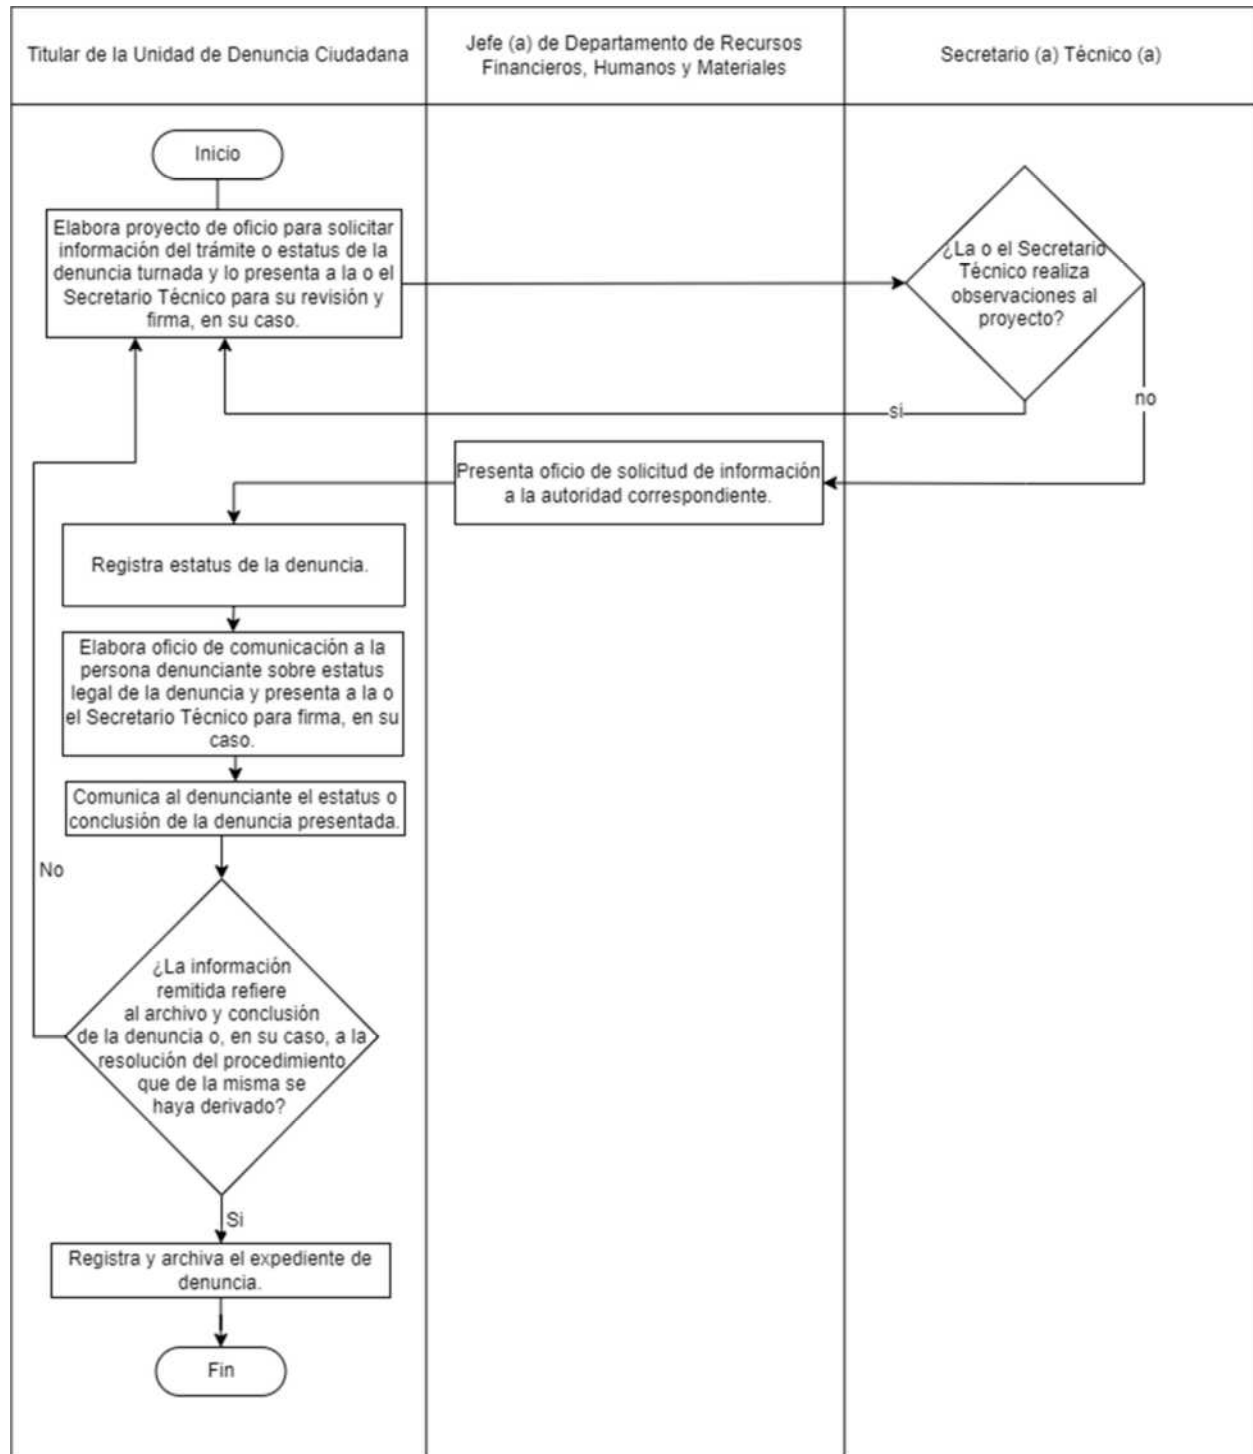 Titular de la Unidad de Denuncia Ciudadana
Jefe (a) de Departamento de Recursos
Financieros, Humanos y Materiales
Secretario (a) Técnico (a)
Inicio
Elabora proyecto de oficio para solicitar
información del trámite o estatus de la
denuncia turnada y lo presenta a la o el
Secretario Técnico para su revisión y
firma, en su caso.
¿La o el Secretario
Técnico realiza
observaciones al
proyecto?
no
sí
Presenta oficio de solicitud de información
a la autoridad correspondiente.
Registra estatus de la denuncia.
Elabora oficio de comunicación a la
persona denunciante sobre estatus
legal de la denuncia y presenta a la o
el Secretario Técnico para firma, en su
caso.
Comunica al denunciante el estatus o
conclusión de la denuncia presentada.
No
¿La información
remitida refiere
al archivo y conclusión
de la denuncia o, en su caso, a la
resolución del procedimiento
que de la misma se
haya derivado?
Si
Registra y archiva el expediente de
denuncia.
Fin